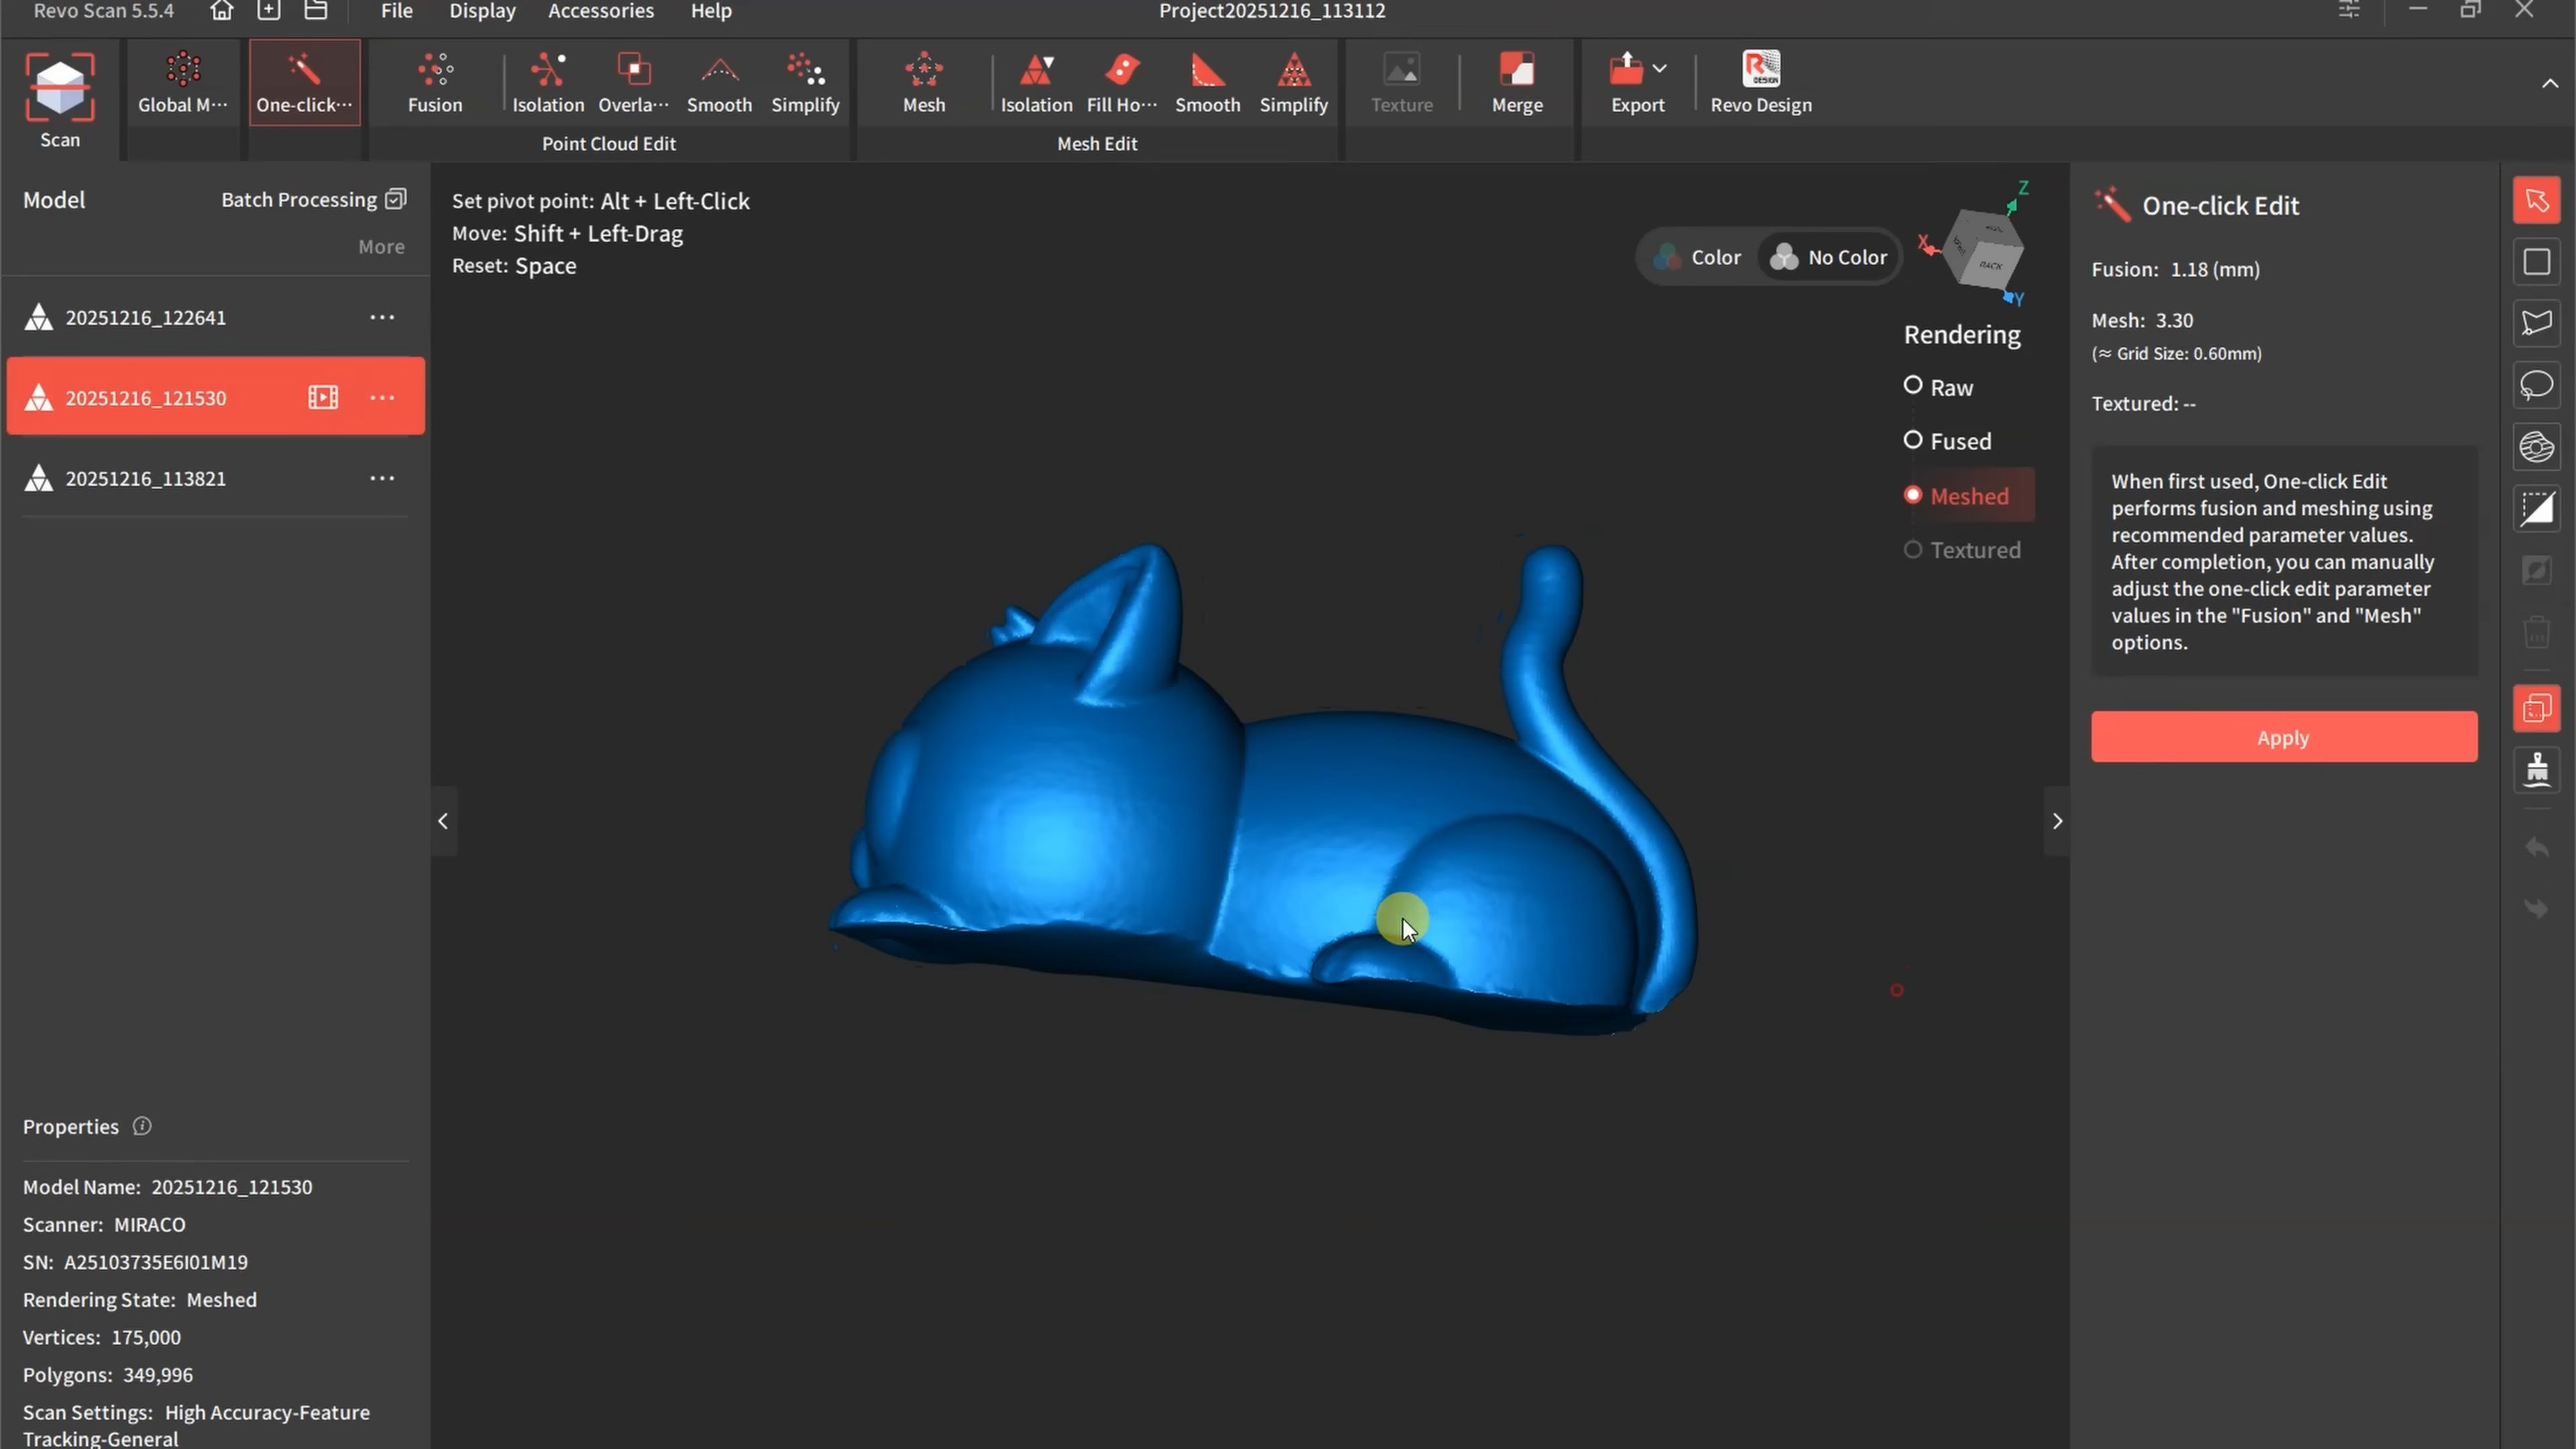 Revo Scan 5.5.4
File
Display
Accessories
Help
Project20251216_113112
Scan
Global M···
One-click···
Fusion
Isolation
Overla···
Smooth
Simplify
Point Cloud Edit
Mesh
Isolation
Fill Ho···
Smooth
Simplify
Mesh Edit
Texture
Merge
Export
DESIGN
Revo Design
Model
Batch Processing
More
20251216_122641
20251216_121530
20251216_113821
Properties
Model Name: 20251216_121530
Scanner: MIRACO
SN: A25103735E6I01M19
Rendering State: Meshed
Vertices: 175,000
Polygons: 349,996
Scan Settings: High Accuracy-Feature
Tracking-General
Set pivot point: Alt + Left-Click
Move: Shift + Left-Drag
Reset: Space
Color
No Color
Z
X
BACK
Y
Rendering
Raw
Fused
Meshed
Textured
One-click Edit
Fusion: 1.18 (mm)
Mesh: 3.30
(≈ Grid Size: 0.60mm)
Textured: --
When first used, One-click Edit
performs fusion and meshing using
recommended parameter values.
After completion, you can manually
adjust the one-click edit parameter
values in the "Fusion" and "Mesh"
options.
Apply